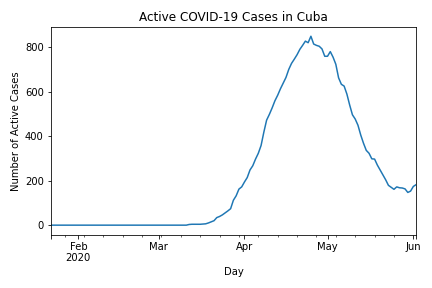 Active COVID-19 Cases in Cuba
Number of Active Cases
800
600
400
200
0
Feb Mar Apr May Jun
2020
Day